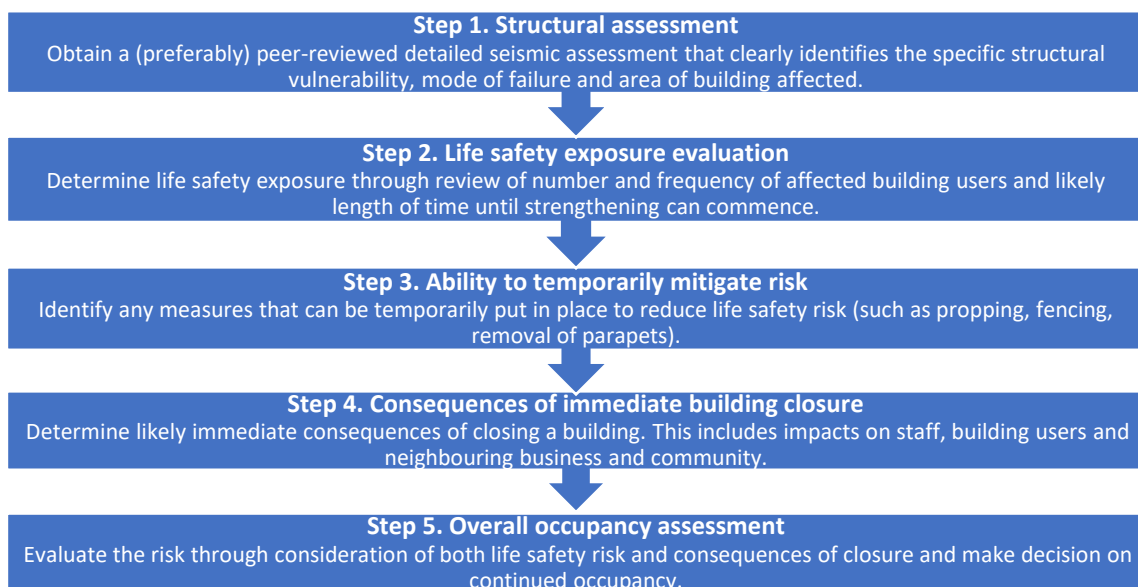 Step 1. Structural assessment
Obtain a (preferably) peer-reviewed detailed seismic assessment that clearly identifies the specific structural
vulnerability, mode of failure and area of building affected.
Step 2. Life safety exposure evaluation
Determine life safety exposure through review of number and frequency of affected building users and likely
length of time until strengthening can commence.
Step 3. Ability to temporarily mitigate risk
Identify any measures that can be temporarily put in place to reduce life safety risk (such as propping, fencing,
removal of parapets).
Step 4. Consequences of immediate building closure
Determine likely immediate consequences of closing a building. This includes impacts on staff, building users and
neighbouring business and community.
Step 5. Overall occupancy assessment
Evaluate the risk through consideration of both life safety risk and consequences of closure and make decision on
continued occupancy.